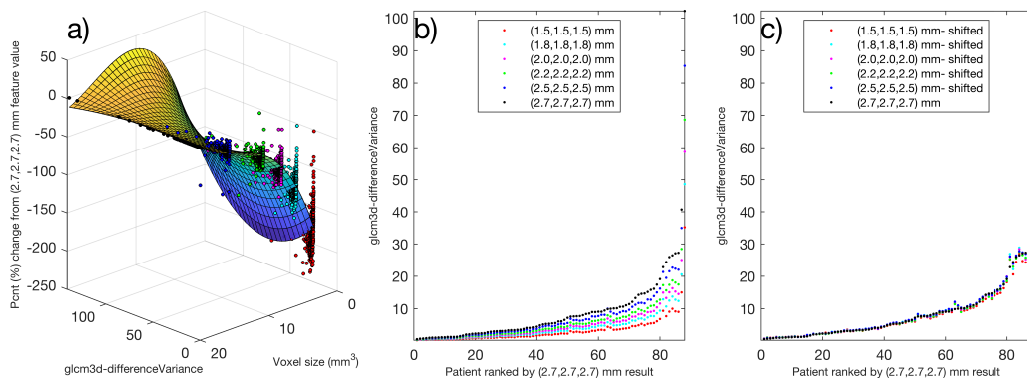 a)
50
0
-50
-100
-150
-200
-250
Pcnt (%) change from (2.7,2.7,2.7) mm feature value
100
50
0
glcm3d-differenceVariance
20
10
0
Voxel size (mm3)
b)
100
90
80
70
60
50
40
30
20
10
glcm3d-differenceVariance
0
20
40
60
80
Patient ranked by (2.7,2.7,2.7) mm result
(1.5,1.5,1.5) mm
(1.8,1.8,1.8) mm
(2.0,2.0,2.0) mm
(2.2,2.2,2.2) mm
(2.5,2.5,2.5) mm
(2.7,2.7,2.7) mm
c)
100
90
80
70
60
50
40
30
20
10
glcm3d-differenceVariance
0
20
40
60
80
Patient ranked by (2.7,2.7,2.7) mm result
(1.5,1.5,1.5) mm- shifted
(1.8,1.8,1.8) mm- shifted
(2.0,2.0,2.0) mm- shifted
(2.2,2.2,2.2) mm- shifted
(2.5,2.5,2.5) mm- shifted
(2.7,2.7,2.7) mm